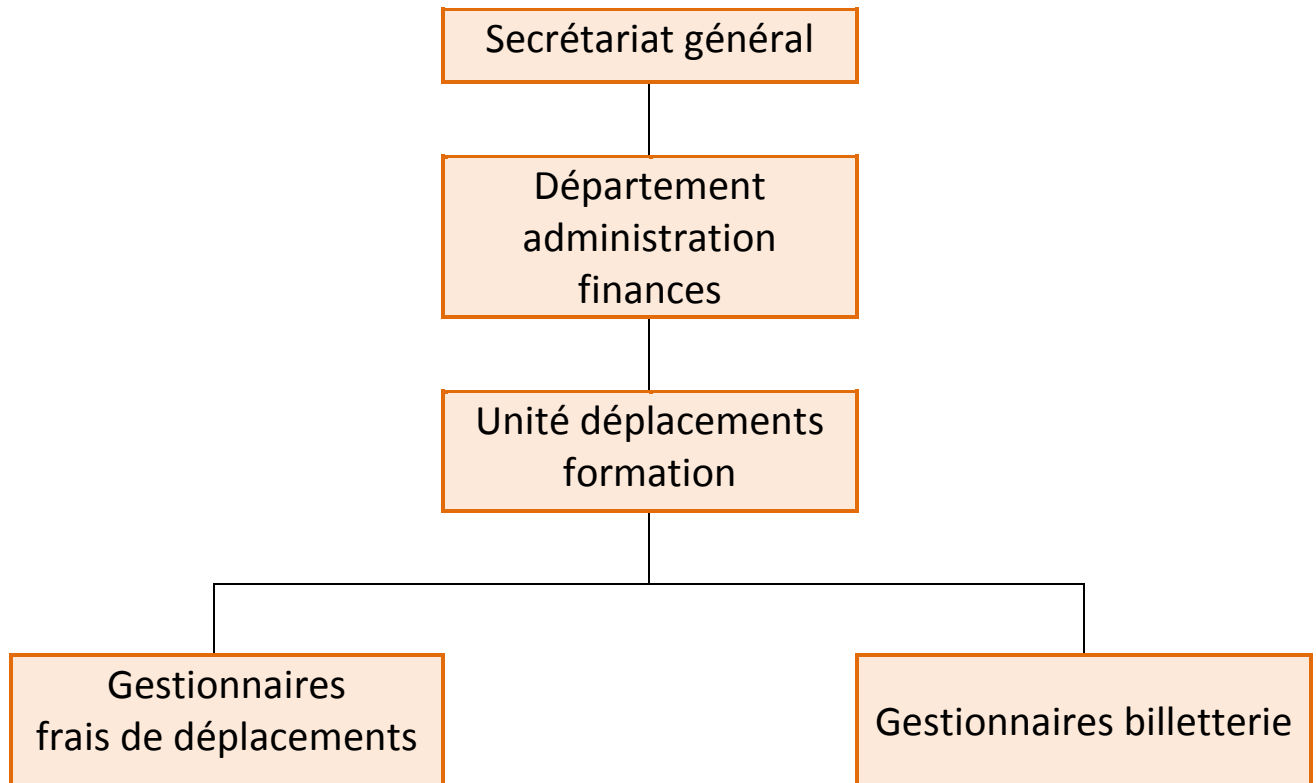 Secrétariat général
Département
administration
finances
Unité déplacements
formation
Gestionnaires
frais de déplacements
Gestionnaires billetterie